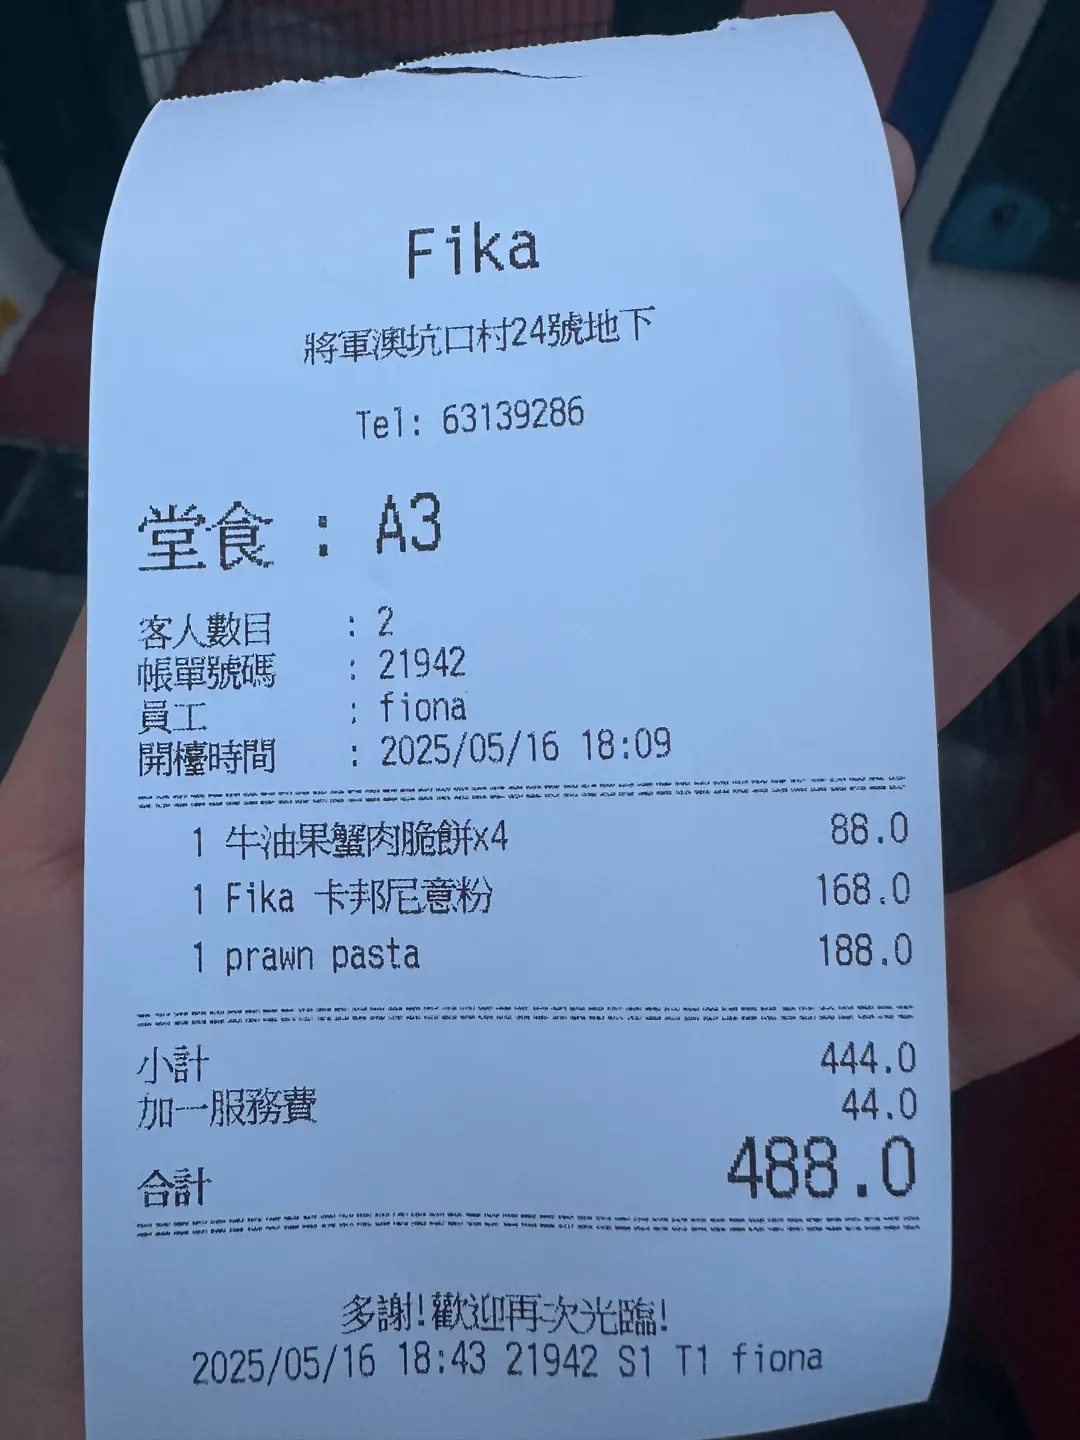 Fika
將軍澳坑口村24號地下
Tel: 63139286
堂食 : A3
客人數目 : 2
帳單號碼 : 21942
員工 : fiona
開檯時間 : 2025/05/16 18:09
1 牛油果蟹肉脆餅x4 88.0
1 Fika 卡邦尼意粉 168.0
1 prawn pasta 188.0
小計 444.0
加一服務費 44.0
合計 488.0
多謝!歡迎再次光臨!
2025/05/16 18:43 21942 S1 T1 fiona